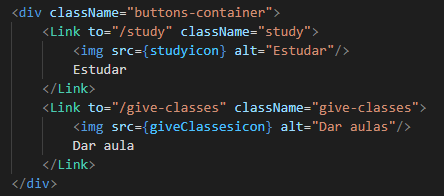 <div className="buttons-container">
<Link to="/study" className="study">
<img src={studyicon} alt="Estudar"/>
Estudar
</Link>
<Link to="/give-classes" className="give-classes">
<img src={giveClassesicon} alt="Dar aulas"/>
Dar aula
</Link>
</div>